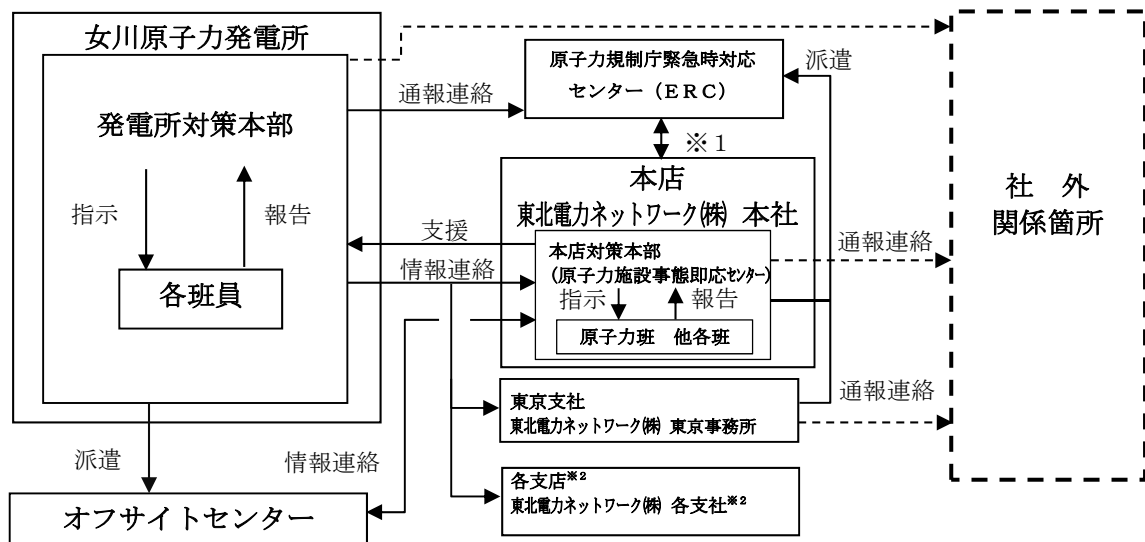 女川原子力発電所
発電所対策本部
指示
報告
各班員
派遣
オフサイトセンター
通報連絡
支援
情報連絡
情報連絡
原子力規制庁緊急時対応
センター（ＥＲＣ）
派遣
※１
本店
東北電力ネットワーク㈱ 本社
本店対策本部
（原子力施設事態即応センター）
指示
報告
原子力班　他各班
東京支社
東北電力ネットワーク㈱ 東京事務所
各支店※2
東北電力ネットワーク㈱ 各支社※2
通報連絡
通報連絡
社　外
関係箇所